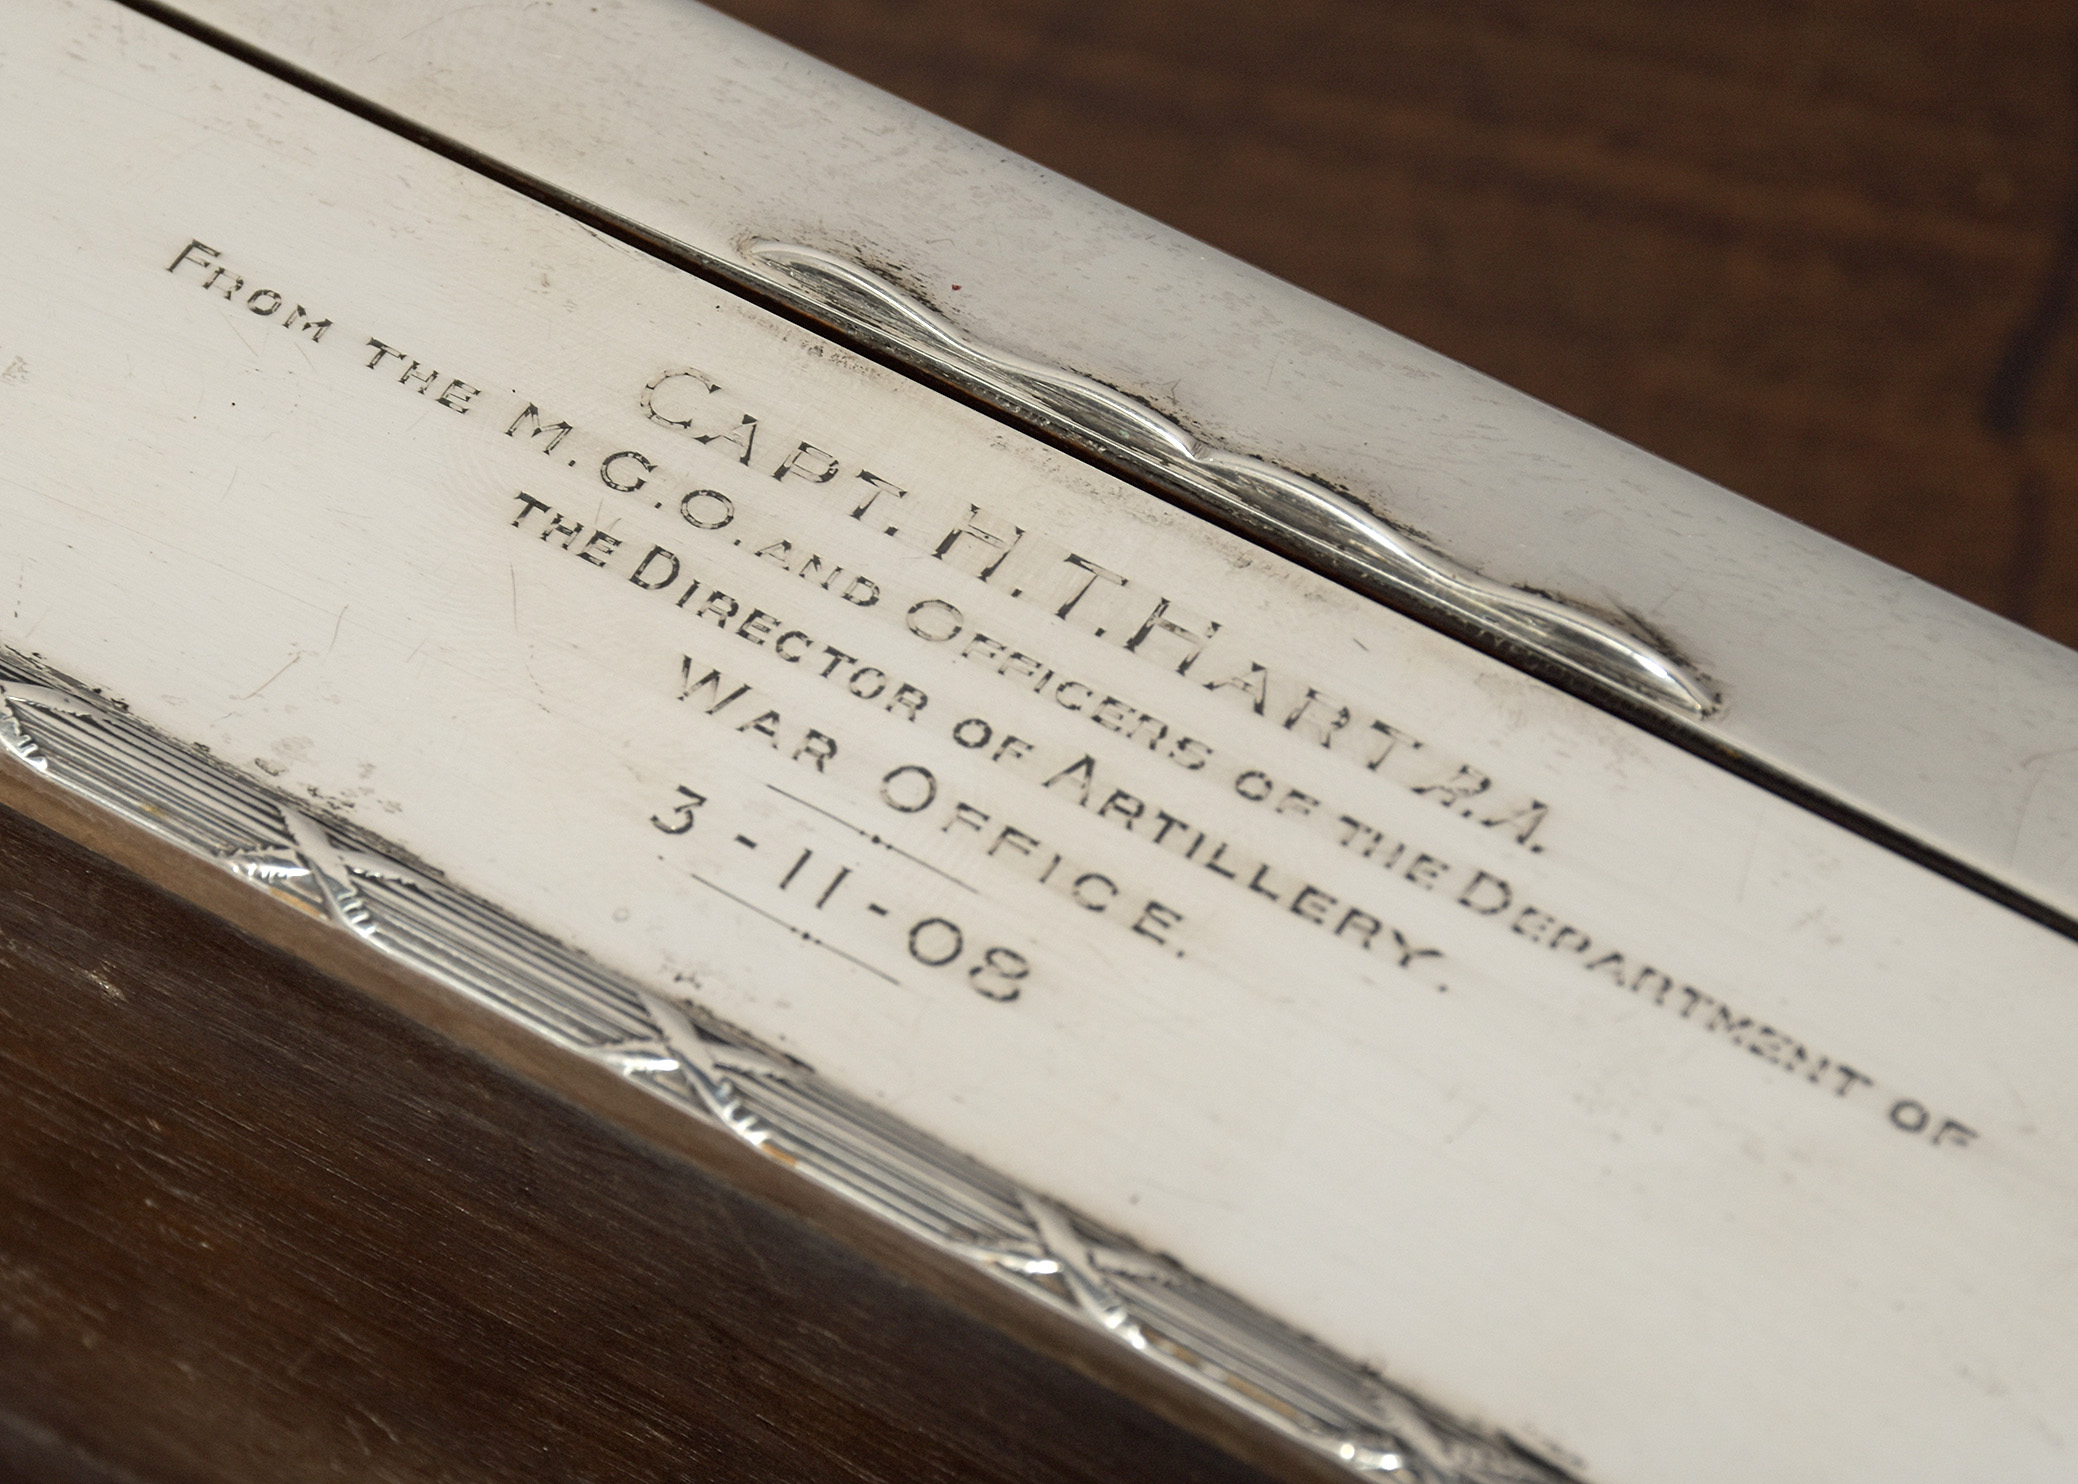 CAPT. H. T. HART R.A.
FROM THE M.G.O. AND OFFICERS OF THE DEPARTMENT OF
THE DIRECTOR OF ARTILLERY.
WAR OFFICE.
3-11-08